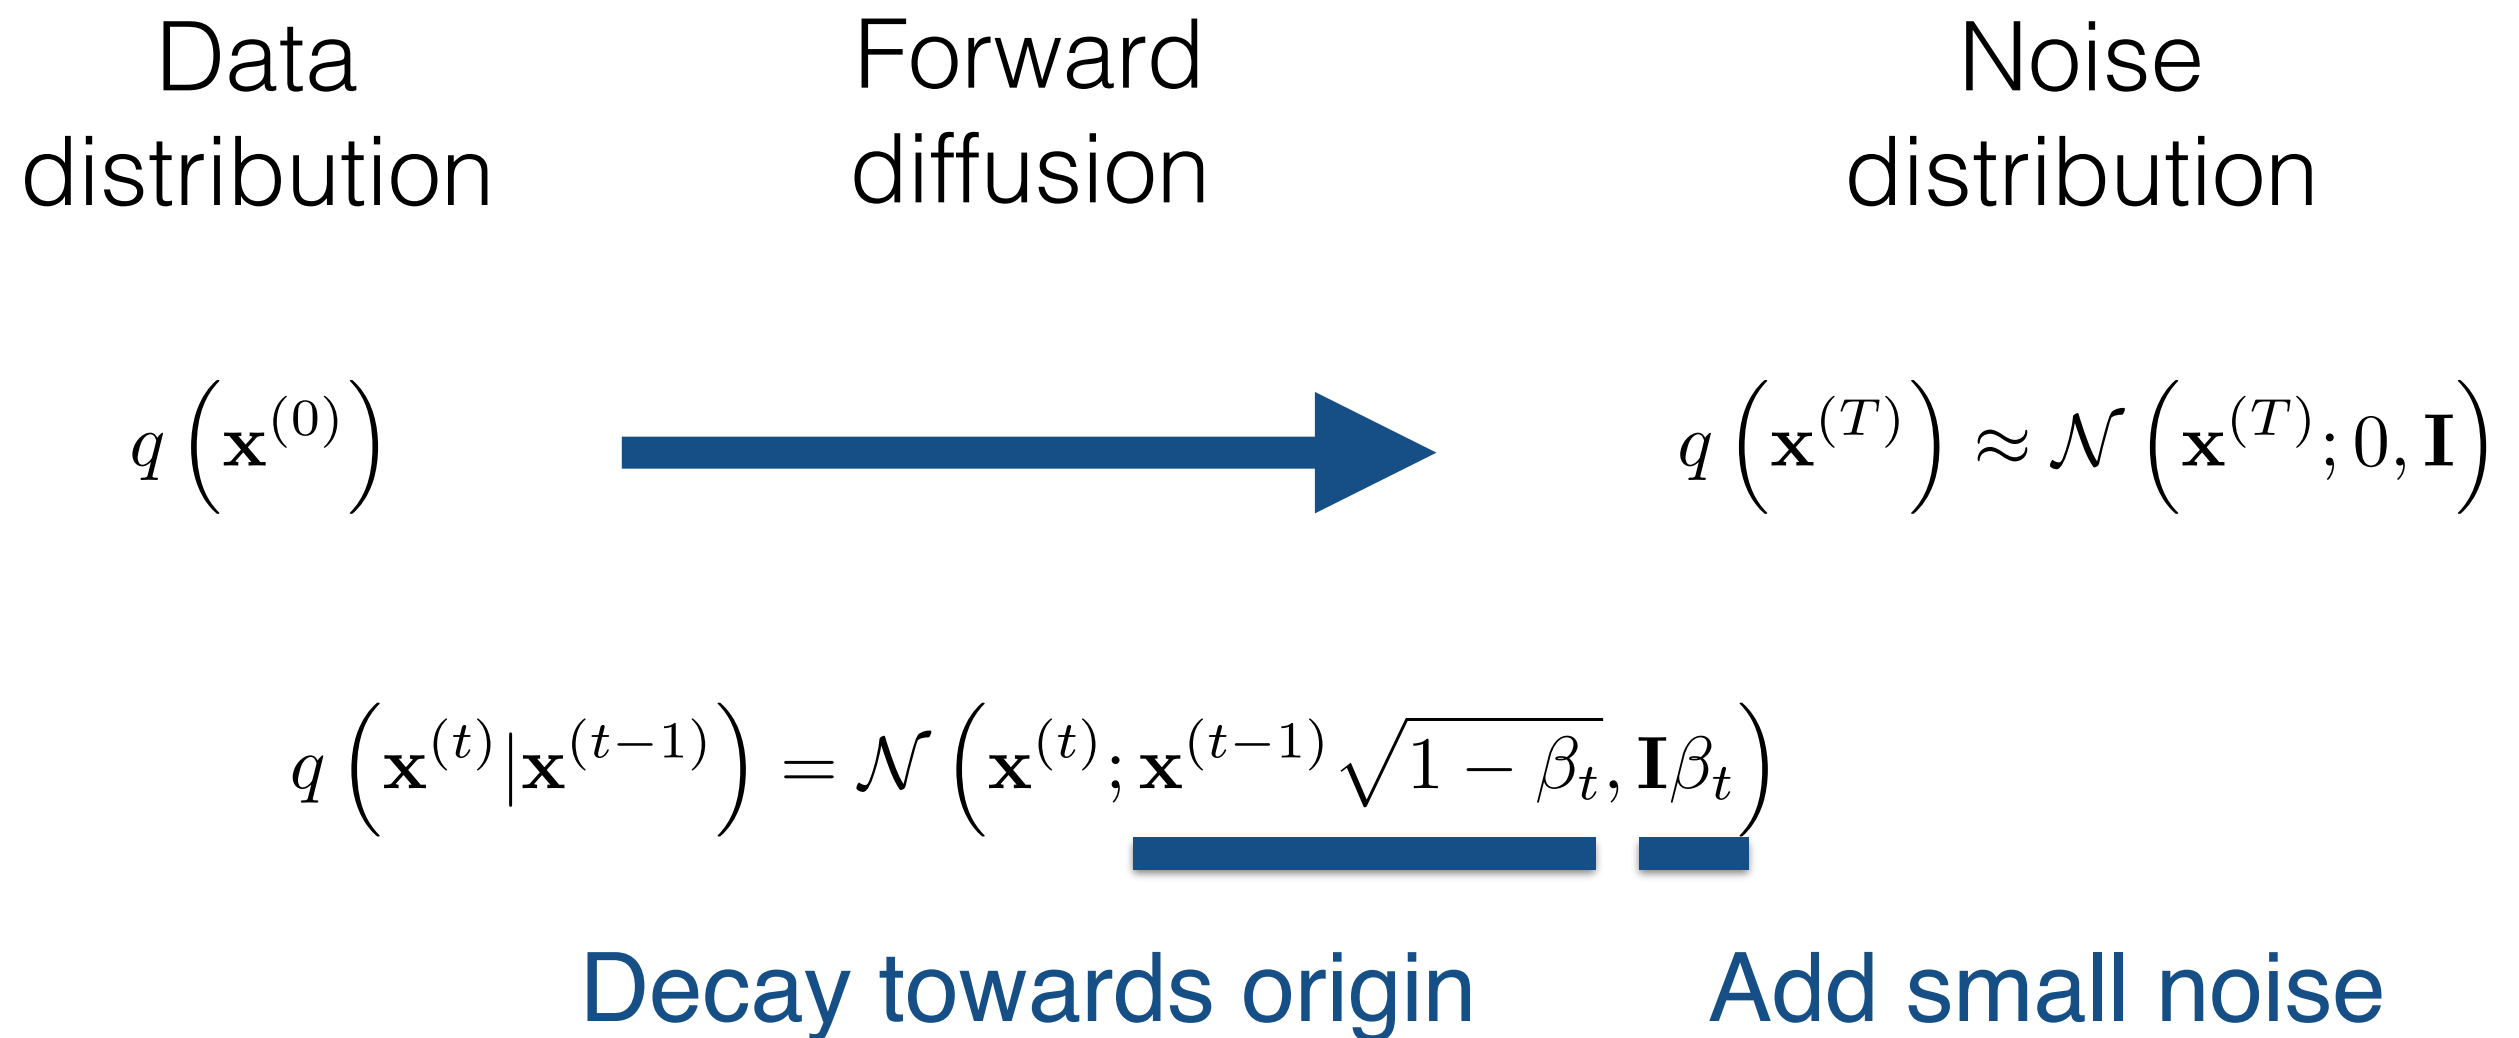 Data
distribution
Forward
diffusion
Noise
distribution
q(x^(0))
q(x^(T)) ≈ 𝒩(x^(T); 0, I)
q(x^(t)|x^(t−1)) = 𝒩(x^(t); x^(t−1)√(1 − β_t), Iβ_t)
Decay towards origin
Add small noise